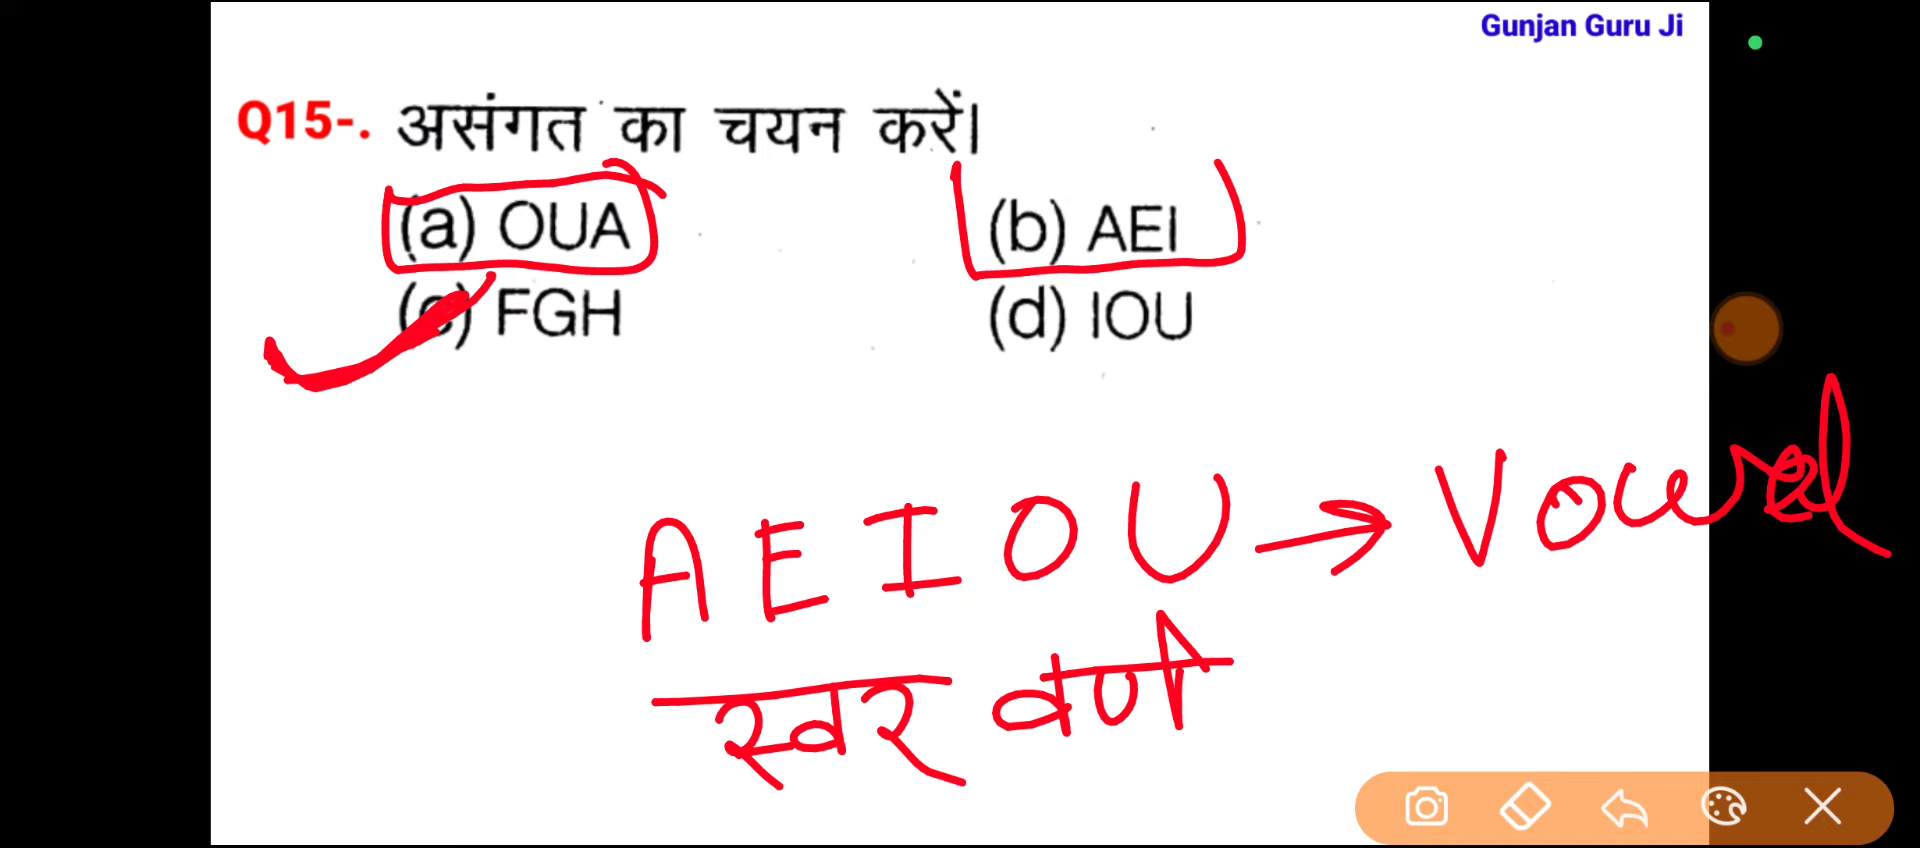 Gunjan Guru Ji
Q15-. असंगत का चयन करें।
(a) OUA (b) AEI
(c) FGH (d) IOU
A E I O U → Vowel
स्वर वर्ण